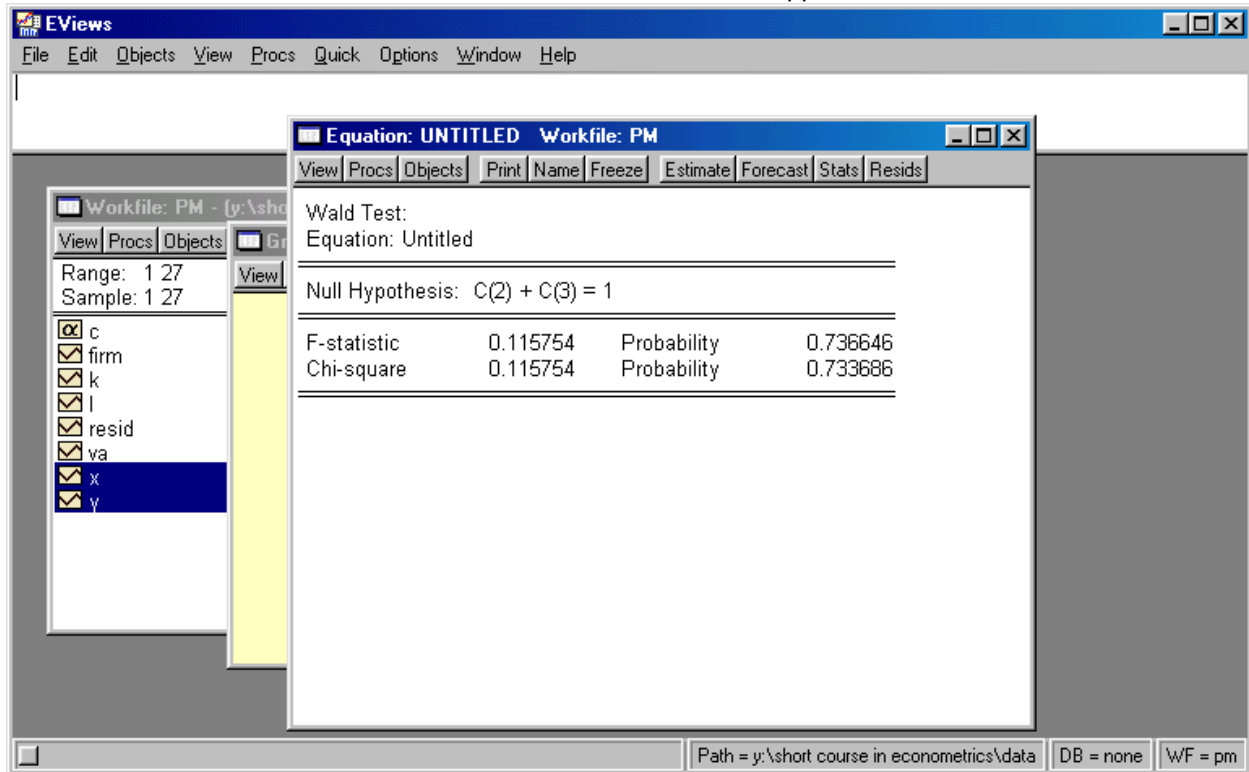 EViews
File Edit Objects View Procs Quick Options Window Help
Equation: UNTITLED Workfile: PM
View Procs Objects Print Name Freeze Estimate Forecast Stats Resids
Wald Test:
Equation: Untitled
Null Hypothesis: C(2) + C(3) = 1
F-statistic 0.115754 Probability 0.736646
Chi-square 0.115754 Probability 0.733686
Workfile: PM - (y:\sho
View Procs Objects
Range: 1 27
Sample: 1 27
c
firm
k
l
resid
va
x
y
Gr
View
Path = y:\short course in econometrics\data DB = none WF = pm